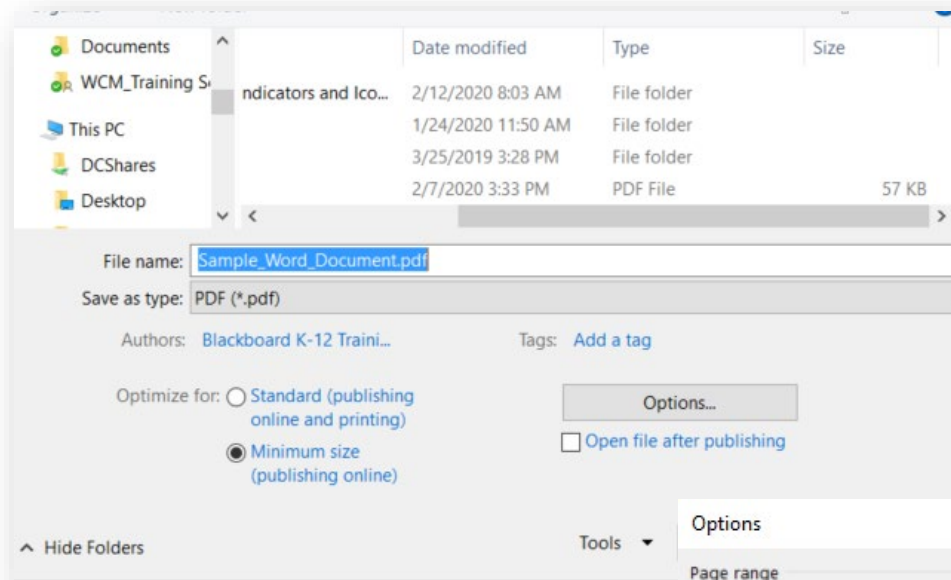 Documents
WCM_Training S
This PC
DCShares
Desktop
Date modified Type Size
ndicators and Ico... 2/12/2020 8:03 AM File folder
1/24/2020 11:50 AM File folder
3/25/2019 3:28 PM File folder
2/7/2020 3:33 PM PDF File 57 KB
File name: Sample_Word_Document.pdf
Save as type: PDF (*.pdf)
Authors: Blackboard K-12 Traini... Tags: Add a tag
Optimize for: Standard (publishing
online and printing)
Minimum size
(publishing online)
Options...
Open file after publishing
Hide Folders
Tools
Options
Page range